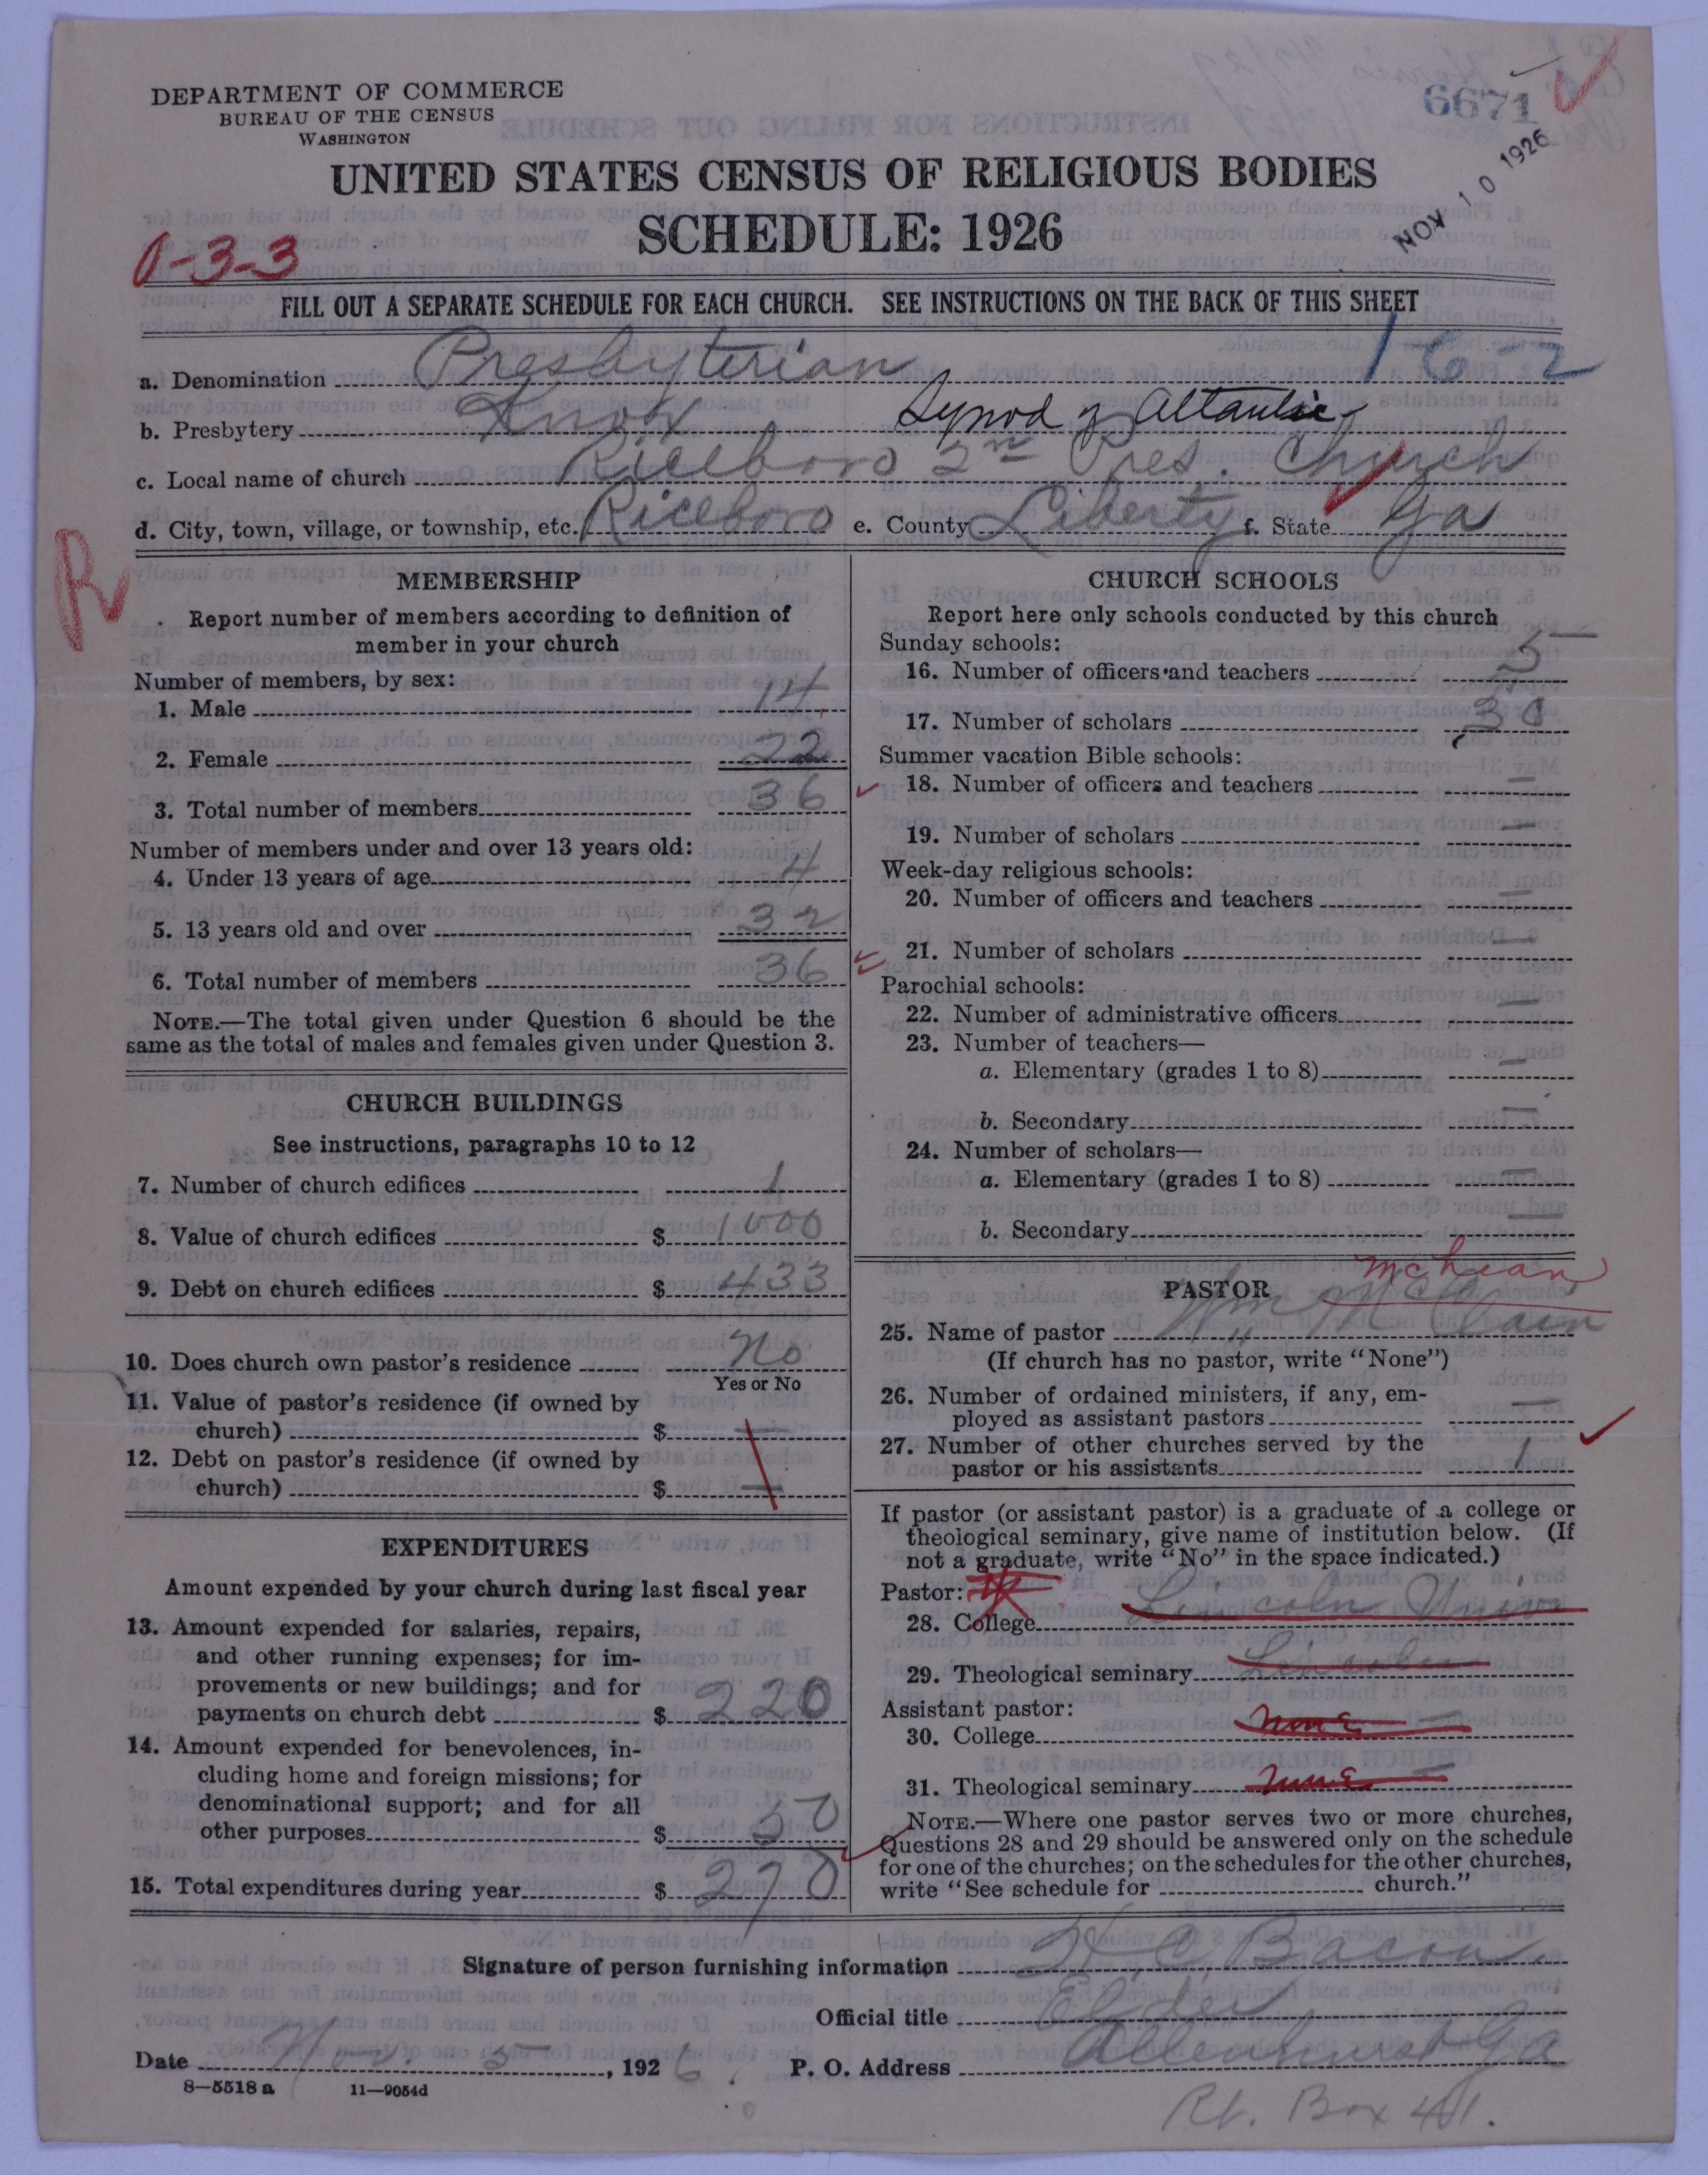 DEPARTMENT OF COMMERCE
BUREAU OF THE CENSUS
WASHINGTON
6671
NOV 10 1926
UNITED STATES CENSUS OF RELIGIOUS BODIES
SCHEDULE: 1926
0-3-3
FILL OUT A SEPARATE SCHEDULE FOR EACH CHURCH. SEE INSTRUCTIONS ON THE BACK OF THIS SHEET
16-2
a. Denomination Presbyterian
b. Presbytery Knox Synod of Atlantic
c. Local name of church Riceboro 2nd Pres. Church
d. City, town, village, or township, etc. Riceboro e. County Liberty f. State Ga
R
MEMBERSHIP
Report number of members according to definition of
member in your church
Number of members, by sex:
1. Male 14
2. Female 22
3. Total number of members 36
Number of members under and over 13 years old:
4. Under 13 years of age 4
5. 13 years old and over 32
6. Total number of members 36
NOTE.—The total given under Question 6 should be the
same as the total of males and females given under Question 3.
CHURCH BUILDINGS
See instructions, paragraphs 10 to 12
7. Number of church edifices 1
8. Value of church edifices $ 1000
9. Debt on church edifices $ 433
10. Does church own pastor's residence No
Yes or No
11. Value of pastor's residence (if owned by
church) $ —
12. Debt on pastor's residence (if owned by
church) $ —
EXPENDITURES
Amount expended by your church during last fiscal year
13. Amount expended for salaries, repairs,
and other running expenses; for im-
provements or new buildings; and for
payments on church debt $ 220
14. Amount expended for benevolences, in-
cluding home and foreign missions; for
denominational support; and for all
other purposes $ 50
15. Total expenditures during year $ 270
CHURCH SCHOOLS
Report here only schools conducted by this church
Sunday schools:
16. Number of officers and teachers 5
17. Number of scholars 30
Summer vacation Bible schools:
18. Number of officers and teachers —
19. Number of scholars —
Week-day religious schools:
20. Number of officers and teachers —
21. Number of scholars —
Parochial schools:
22. Number of administrative officers —
23. Number of teachers—
a. Elementary (grades 1 to 8) —
b. Secondary —
24. Number of scholars—
a. Elementary (grades 1 to 8) —
b. Secondary —
PASTOR
McLean
25. Name of pastor Wm McClain
(If church has no pastor, write "None")
26. Number of ordained ministers, if any, em-
ployed as assistant pastors —
27. Number of other churches served by the
pastor or his assistants 1
If pastor (or assistant pastor) is a graduate of a college or
theological seminary, give name of institution below. (If
not a graduate, write "No" in the space indicated.)
Pastor:
28. College Lincoln Univ
29. Theological seminary Lincoln
Assistant pastor:
30. College none
31. Theological seminary none
NOTE.—Where one pastor serves two or more churches,
Questions 28 and 29 should be answered only on the schedule
for one of the churches; on the schedules for the other churches,
write "See schedule for church."
Signature of person furnishing information H. C. Bacon
Official title Elder
Date Nov. 5, 1926. P. O. Address Allenhurst Ga
8—5518a 11—9054d
Rt. Box 41.